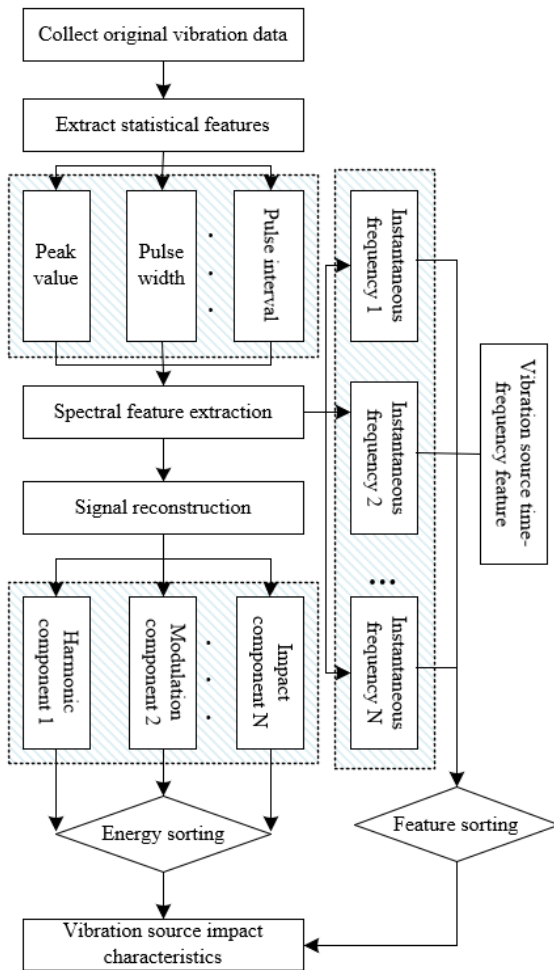 Collect original vibration data
Extract statistical features
Peak
value
Pulse
width
. . . .
Pulse interval
Instantaneous
frequency 1
Spectral feature extraction
Instantaneous
frequency 2
Vibration source time-
frequency feature
Signal reconstruction
...
Harmonic
component 1
Modulation
component 2
. . . .
Impact
component N
Instantaneous
frequency N
Energy sorting
Feature sorting
Vibration source impact
characteristics